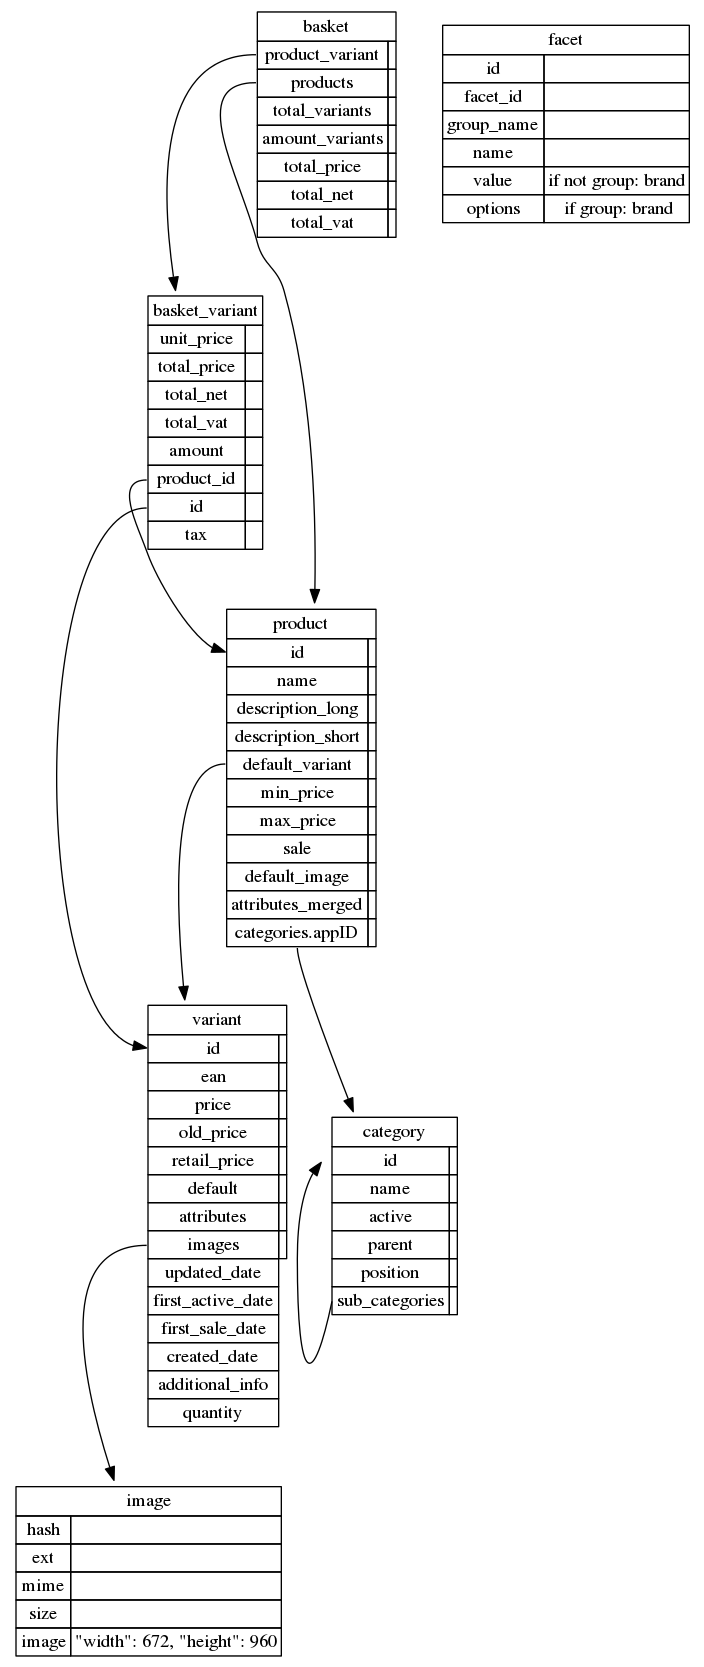 basket
product_variant
products
total_variants
amount_variants
total_price
total_net
total_vat
facet
id
facet_id
group_name
name
value if not group: brand
options if group: brand
basket_variant
unit_price
total_price
total_net
total_vat
amount
product_id
id
tax
product
id
name
description_long
description_short
default_variant
min_price
max_price
sale
default_image
attributes_merged
categories.appID
variant
id
ean
price
old_price
retail_price
default
attributes
images
updated_date
first_active_date
first_sale_date
created_date
additional_info
quantity
category
id
name
active
parent
position
sub_categories
image
hash
ext
mime
size
image "width": 672, "height": 960